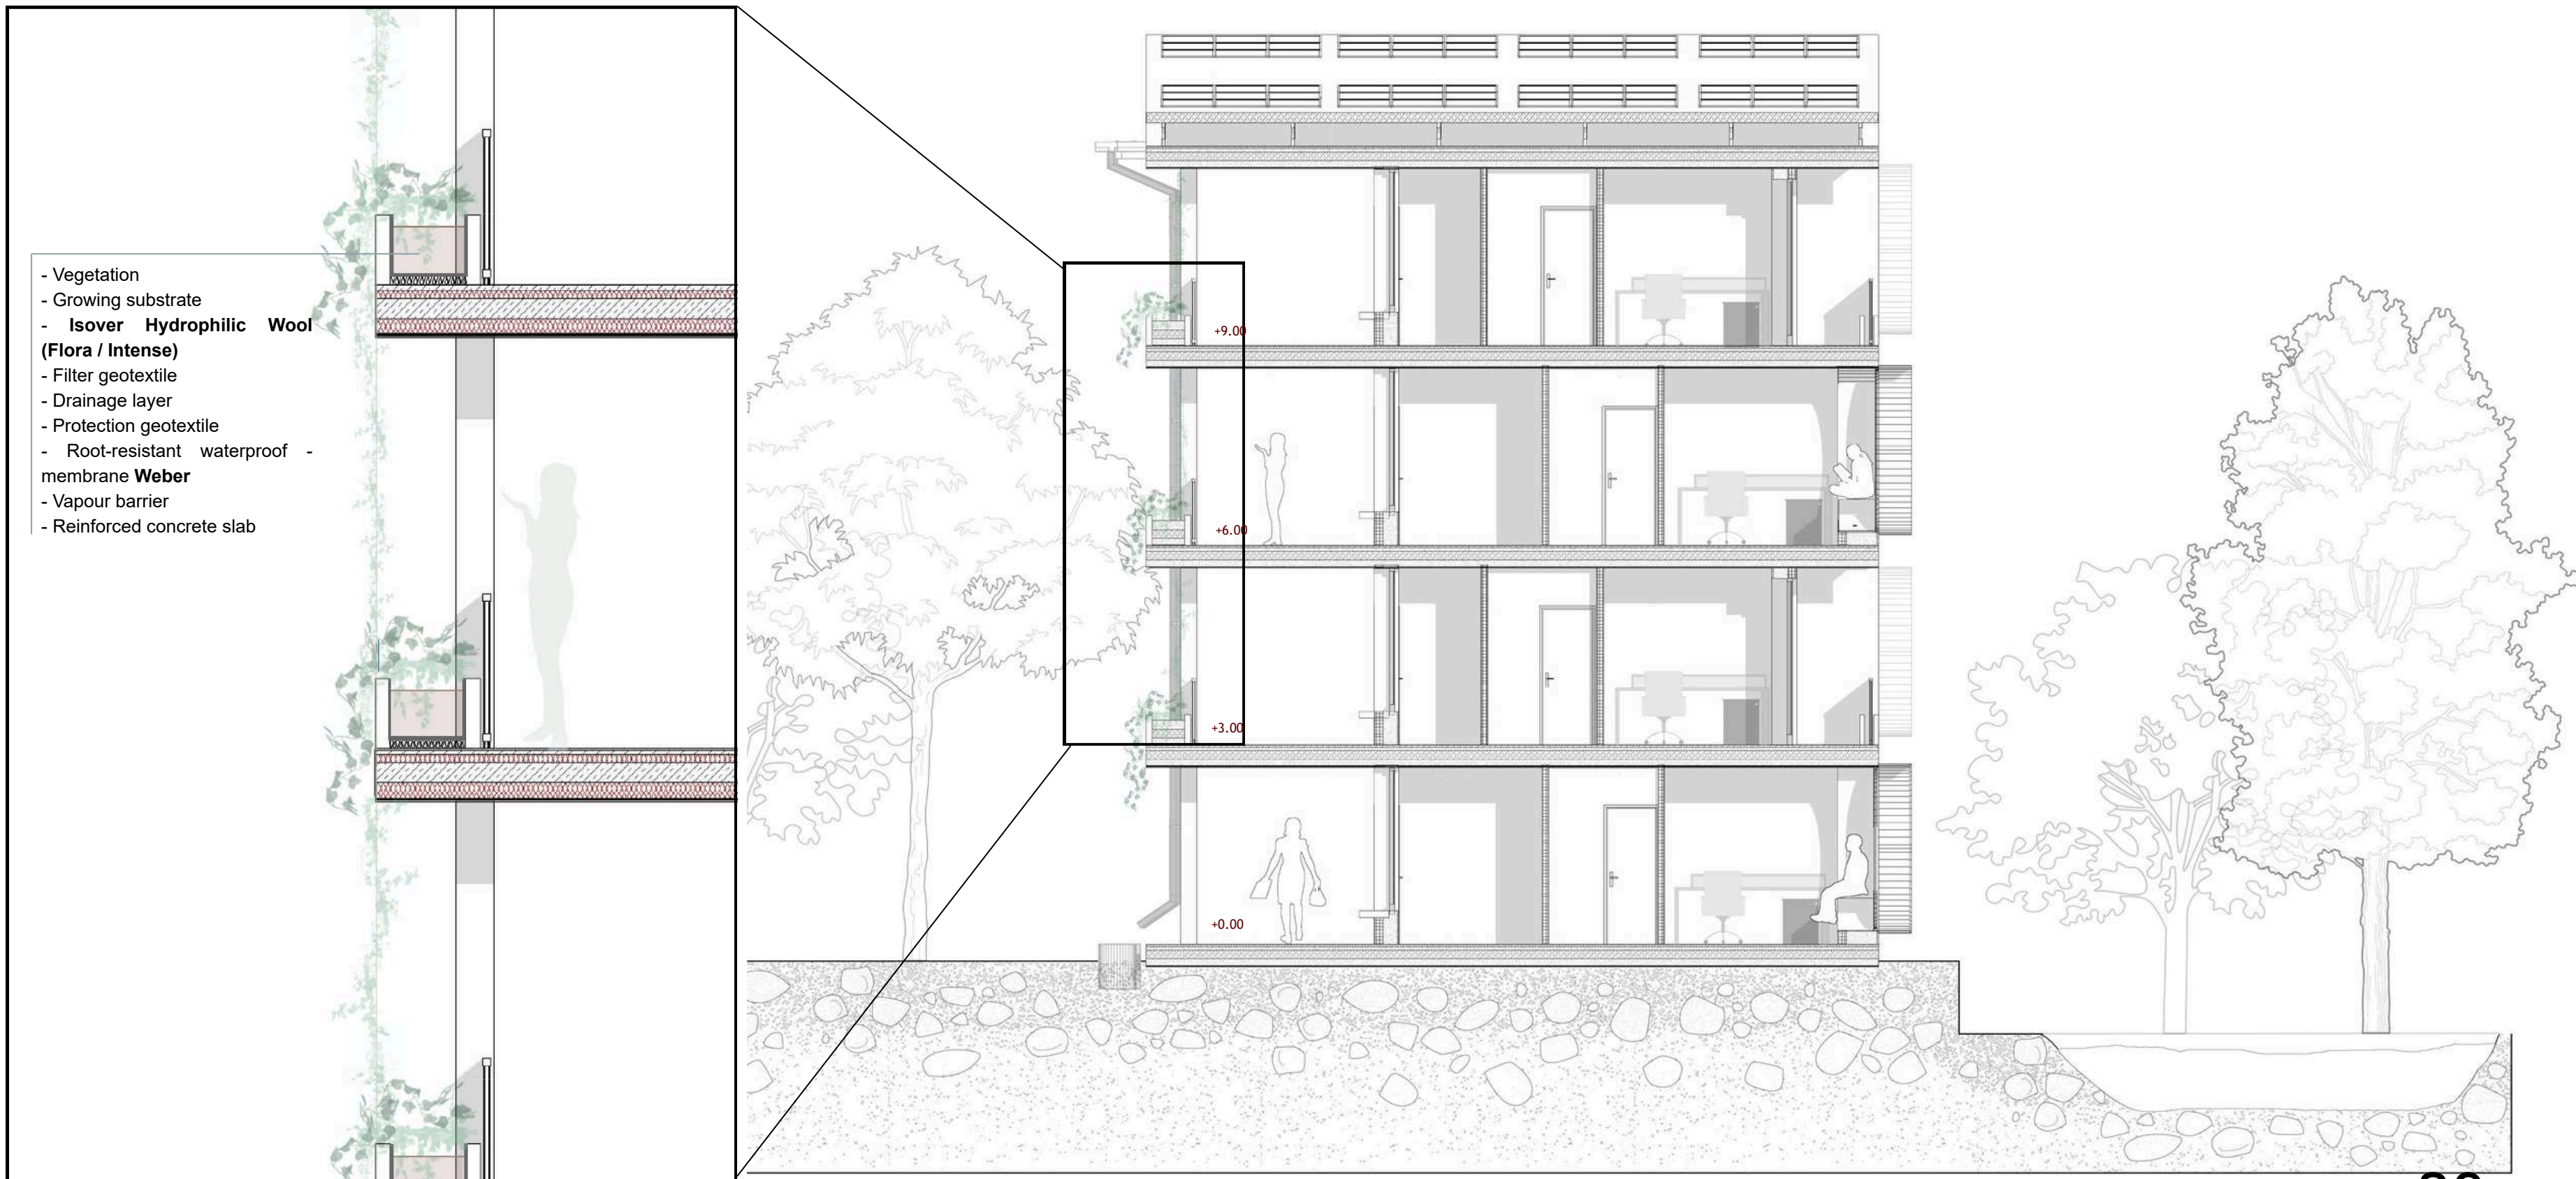 - Vegetation
- Growing substrate
- Isover Hydrophilic Wool
(Flora / Intense)
- Filter geotextile
- Drainage layer
- Protection geotextile
- Root-resistant waterproof -
membrane Weber
- Vapour barrier
- Reinforced concrete slab
+9.00
+6.00
+3.00
+0.00